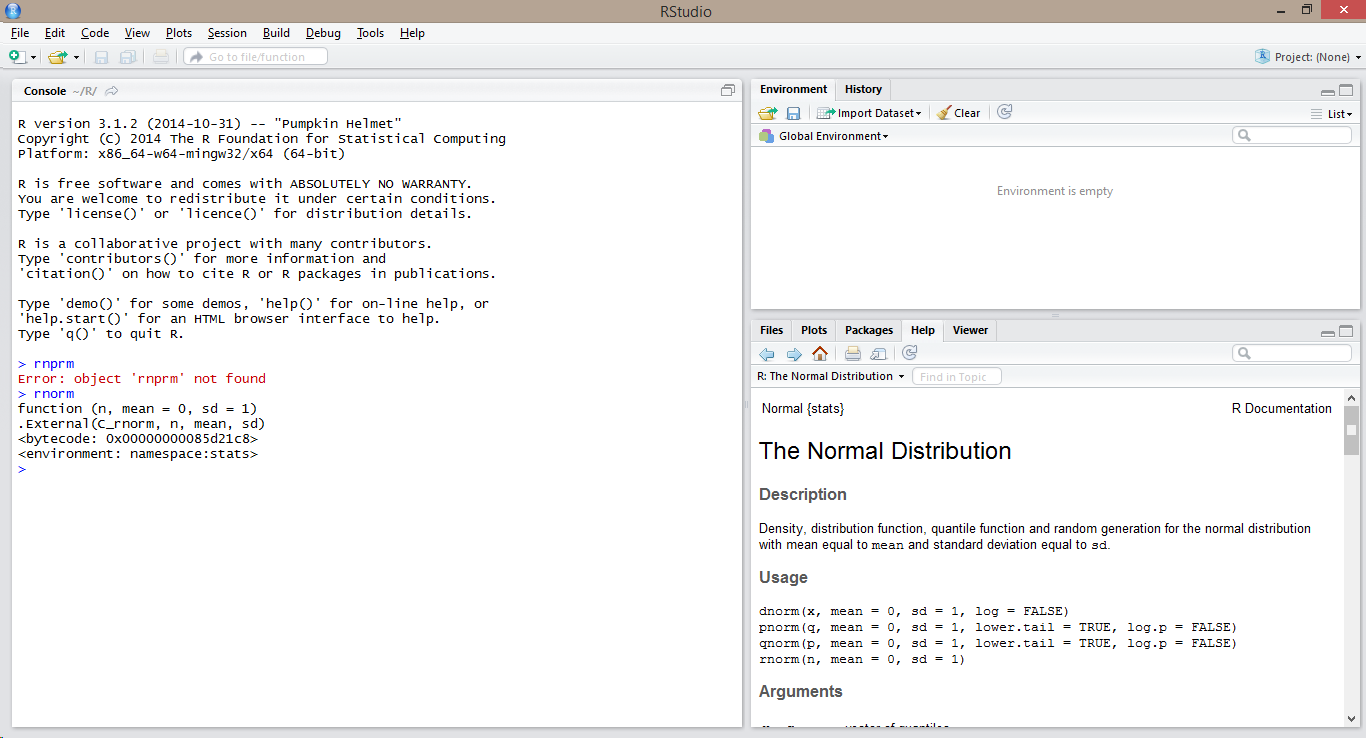 RStudio
File Edit Code View Plots Session Build Debug Tools Help
Go to file/function
Project: (None)
Console ~/R/
R version 3.1.2 (2014-10-31) -- "Pumpkin Helmet"
Copyright (C) 2014 The R Foundation for Statistical Computing
Platform: x86_64-w64-mingw32/x64 (64-bit)
R is free software and comes with ABSOLUTELY NO WARRANTY.
You are welcome to redistribute it under certain conditions.
Type 'license()' or 'licence()' for distribution details.
R is a collaborative project with many contributors.
Type 'contributors()' for more information and
'citation()' on how to cite R or R packages in publications.
Type 'demo()' for some demos, 'help()' for on-line help, or
'help.start()' for an HTML browser interface to help.
Type 'q()' to quit R.
> rnprm
Error: object 'rnprm' not found
> rnorm
function (n, mean = 0, sd = 1)
.External(C_rnorm, n, mean, sd)
<bytecode: 0x00000000085d21c8>
<environment: namespace:stats>
>
Environment History
Import Dataset Clear List
Global Environment
Environment is empty
Files Plots Packages Help Viewer
R: The Normal Distribution Find in Topic
Normal {stats} R Documentation
The Normal Distribution
Description
Density, distribution function, quantile function and random generation for the normal distribution
with mean equal to mean and standard deviation equal to sd.
Usage
dnorm(x, mean = 0, sd = 1, log = FALSE)
pnorm(q, mean = 0, sd = 1, lower.tail = TRUE, log.p = FALSE)
qnorm(p, mean = 0, sd = 1, lower.tail = TRUE, log.p = FALSE)
rnorm(n, mean = 0, sd = 1)
Arguments
vector of quantiles